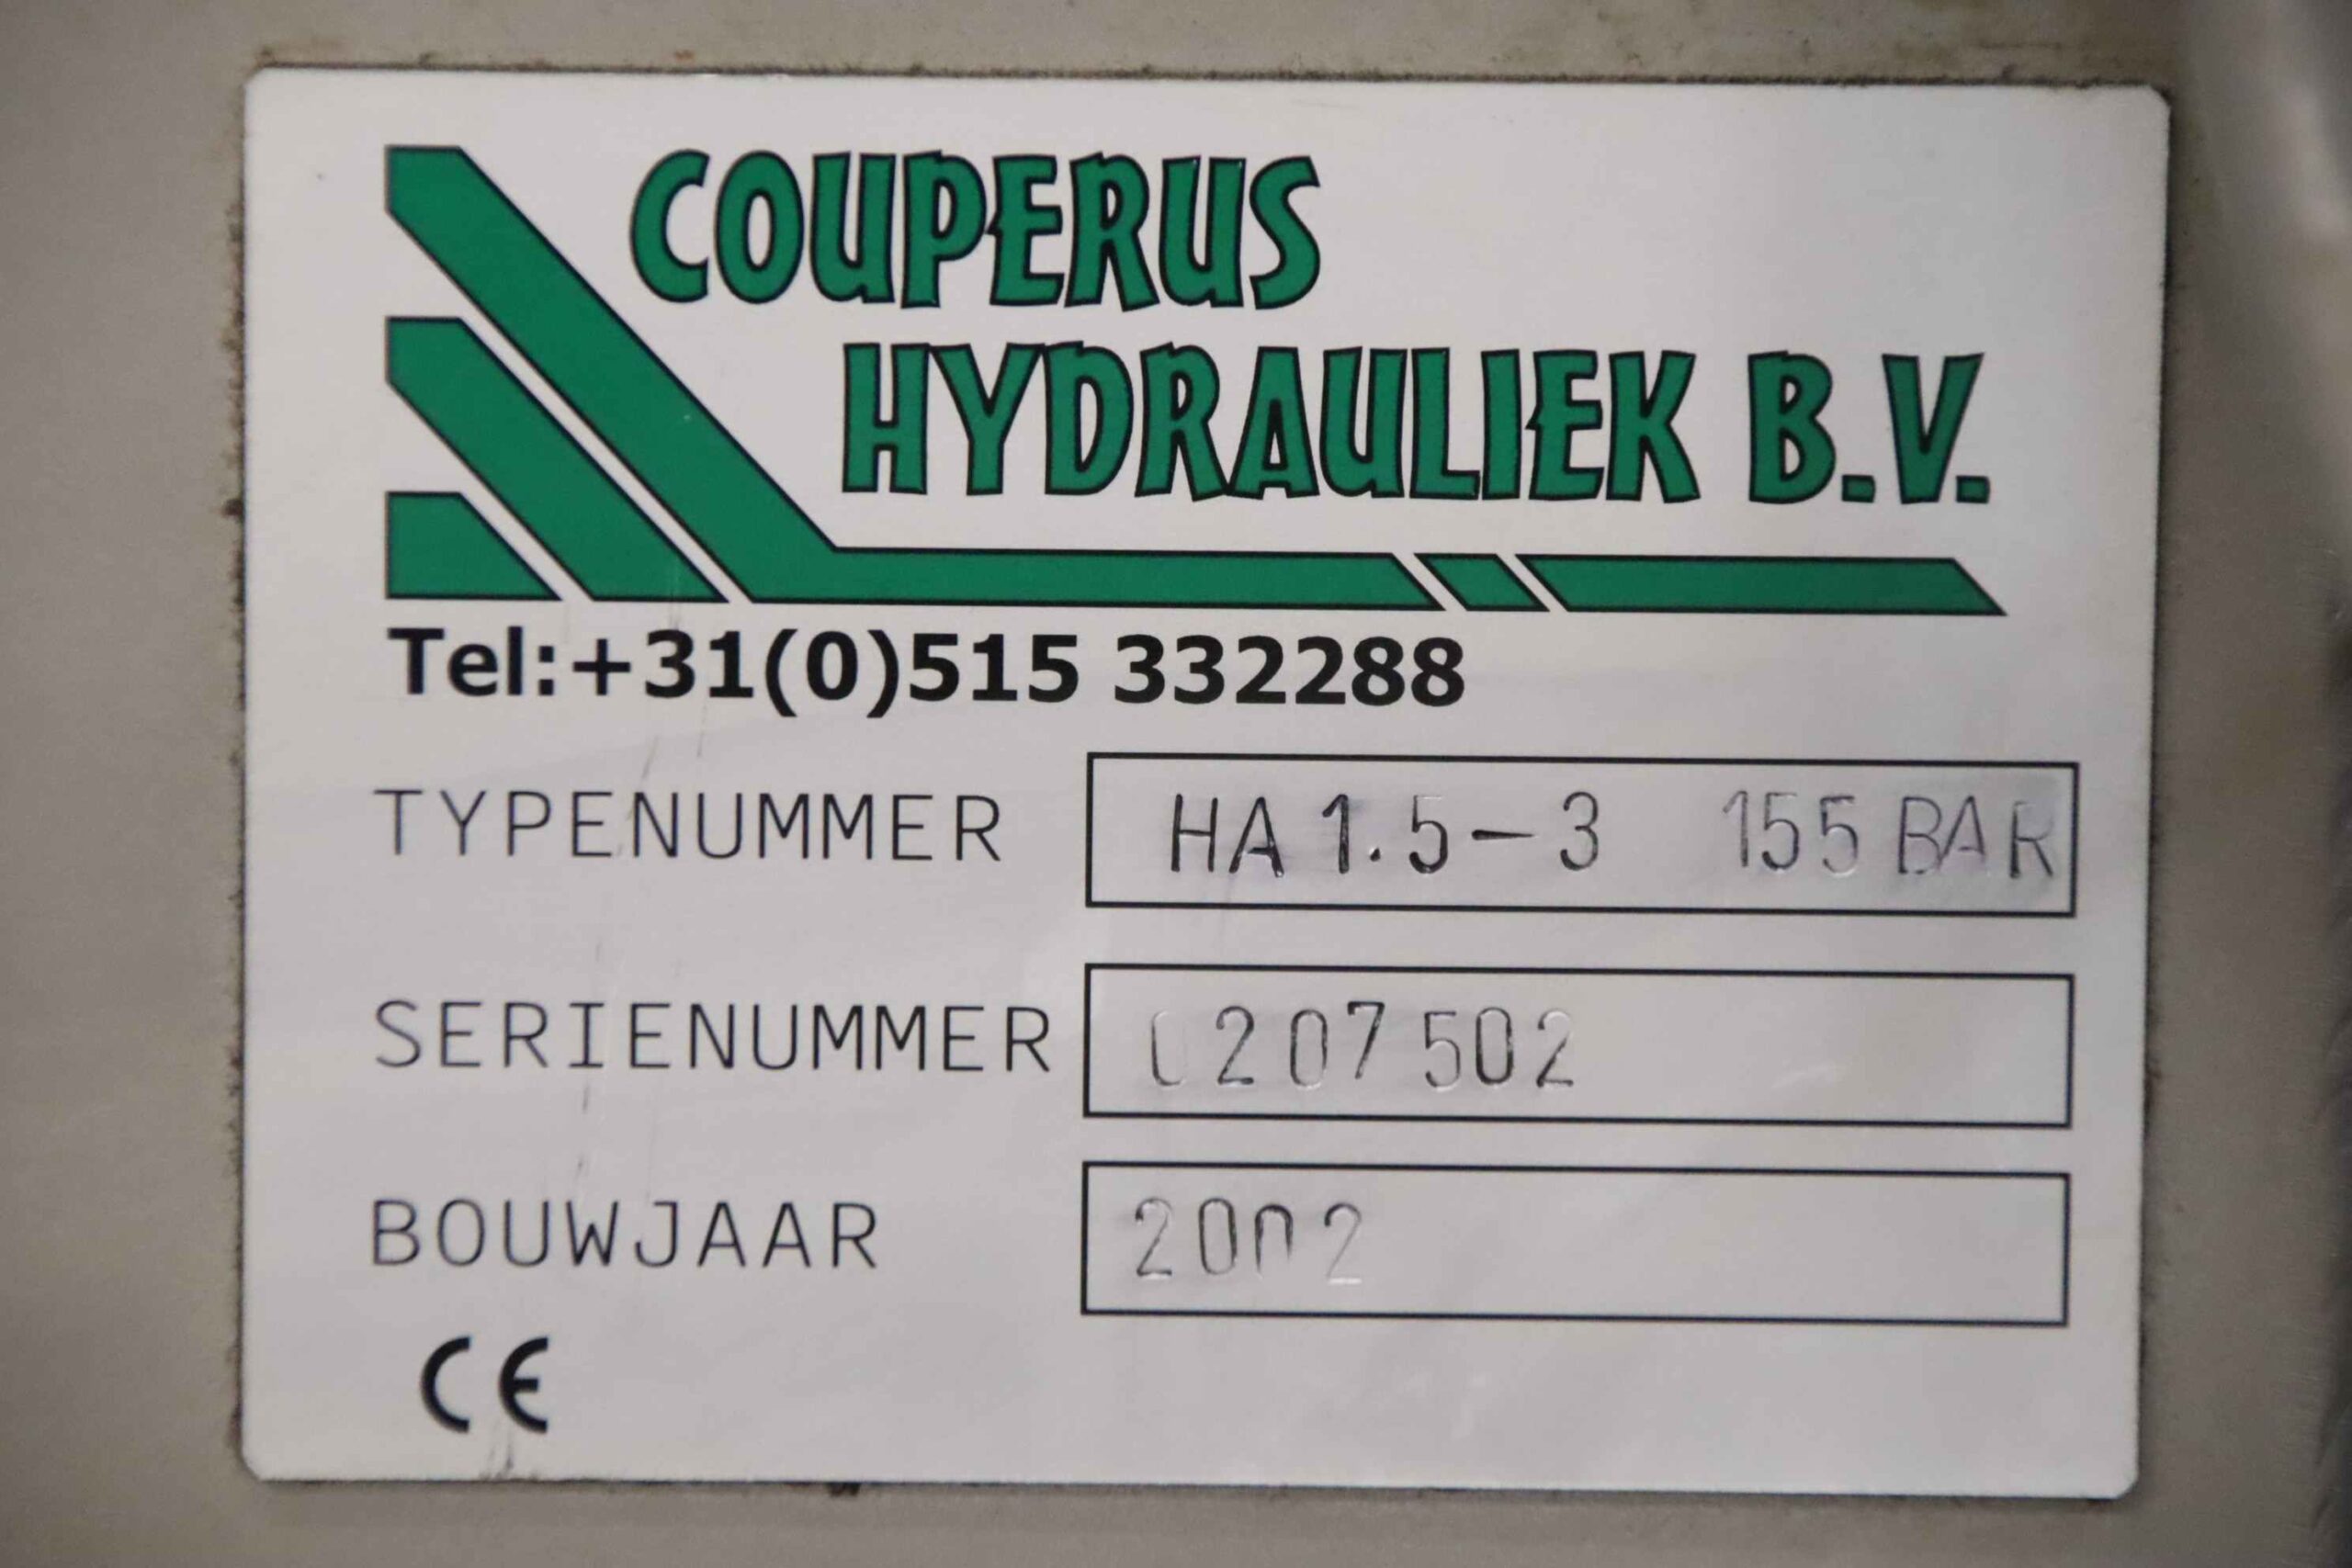 COUPERUS
HYDRAULIEK B.V.
Tel:+31(0)515 332288
TYPENUMMER HA 1.5-3 155 BAR
SERIENUMMER 0207502
BOUWJAAR 2002
CE